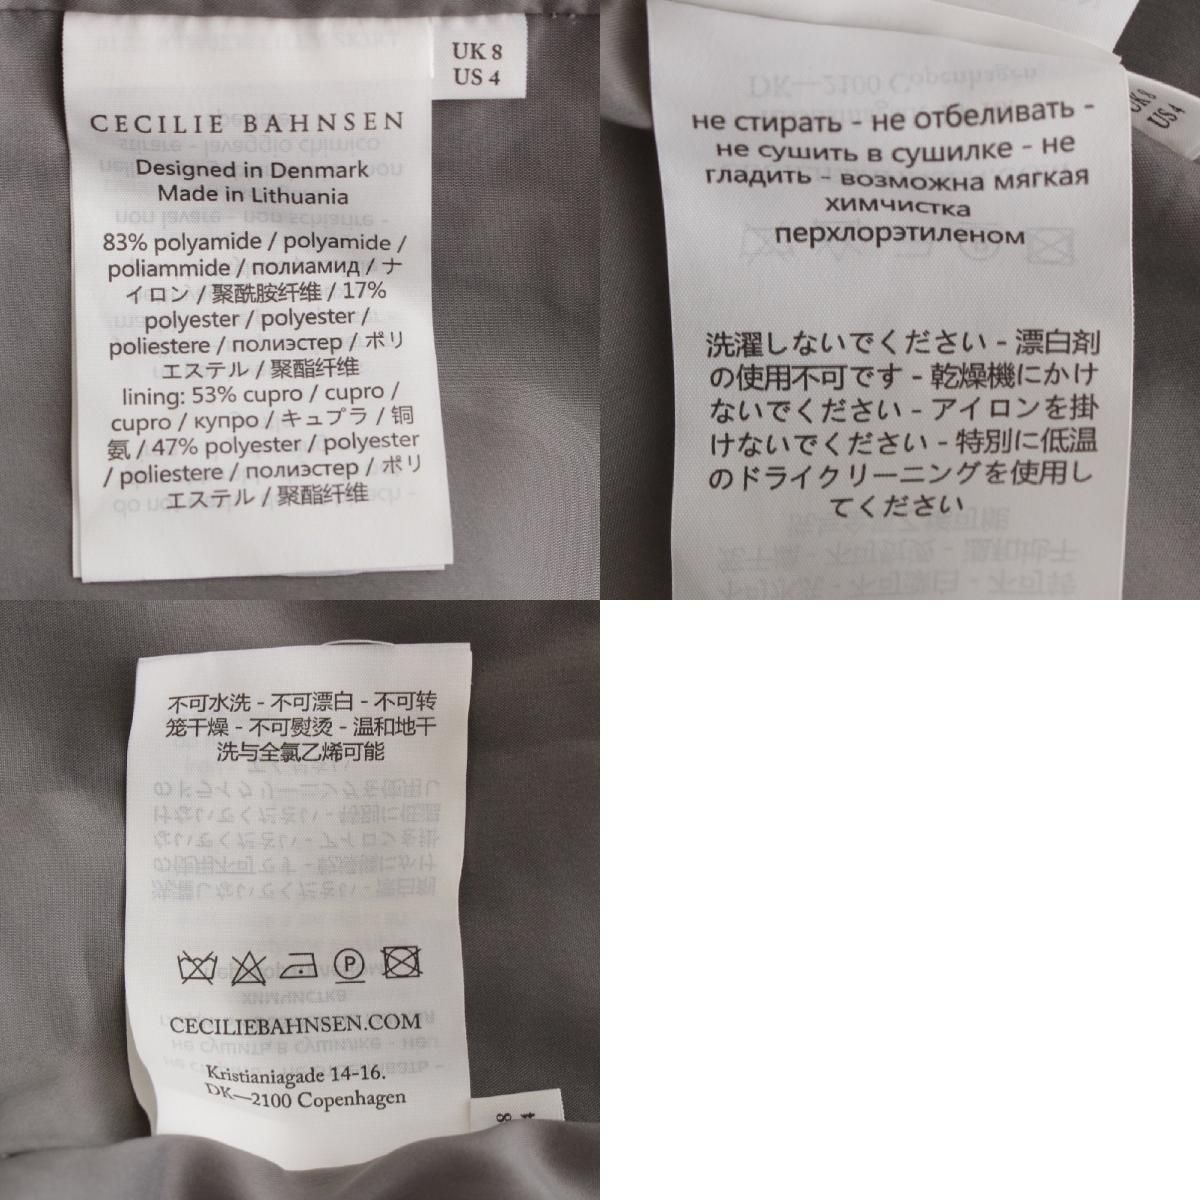 UK 8
US 4
CECILIE BAHNSEN
Designed in Denmark
Made in Lithuania
83% polyamide / polyamide /
poliammide / полиамид / ナ
イロン / 聚酰胺纤维 / 17%
polyester / polyester /
poliestere / полиэстер / ポリ
エステル / 聚酯纤维
lining: 53% cupro / cupro /
cupro / купро / キュプラ / 铜
氨 / 47% polyester / polyester
/ poliestere / полиэстер / ポリ
エステル / 聚酯纤维
UK 8
US 4
не стирать - не отбеливать -
не сушить в сушилке - не
гладить - возможна мягкая
химчистка
перхлорэтиленом
洗濯しないでください - 漂白剤
の使用不可です - 乾燥機にかけ
ないでください - アイロンを掛
けないでください - 特別に低温
のドライクリーニングを使用し
てください
不可水洗 - 不可漂白 - 不可转
笼干燥 - 不可熨烫 - 温和地干
洗与全氯乙烯可能
P
CECILIEBAHNSEN.COM
Kristianiagade 14-16.
DK—2100 Copenhagen
8
4